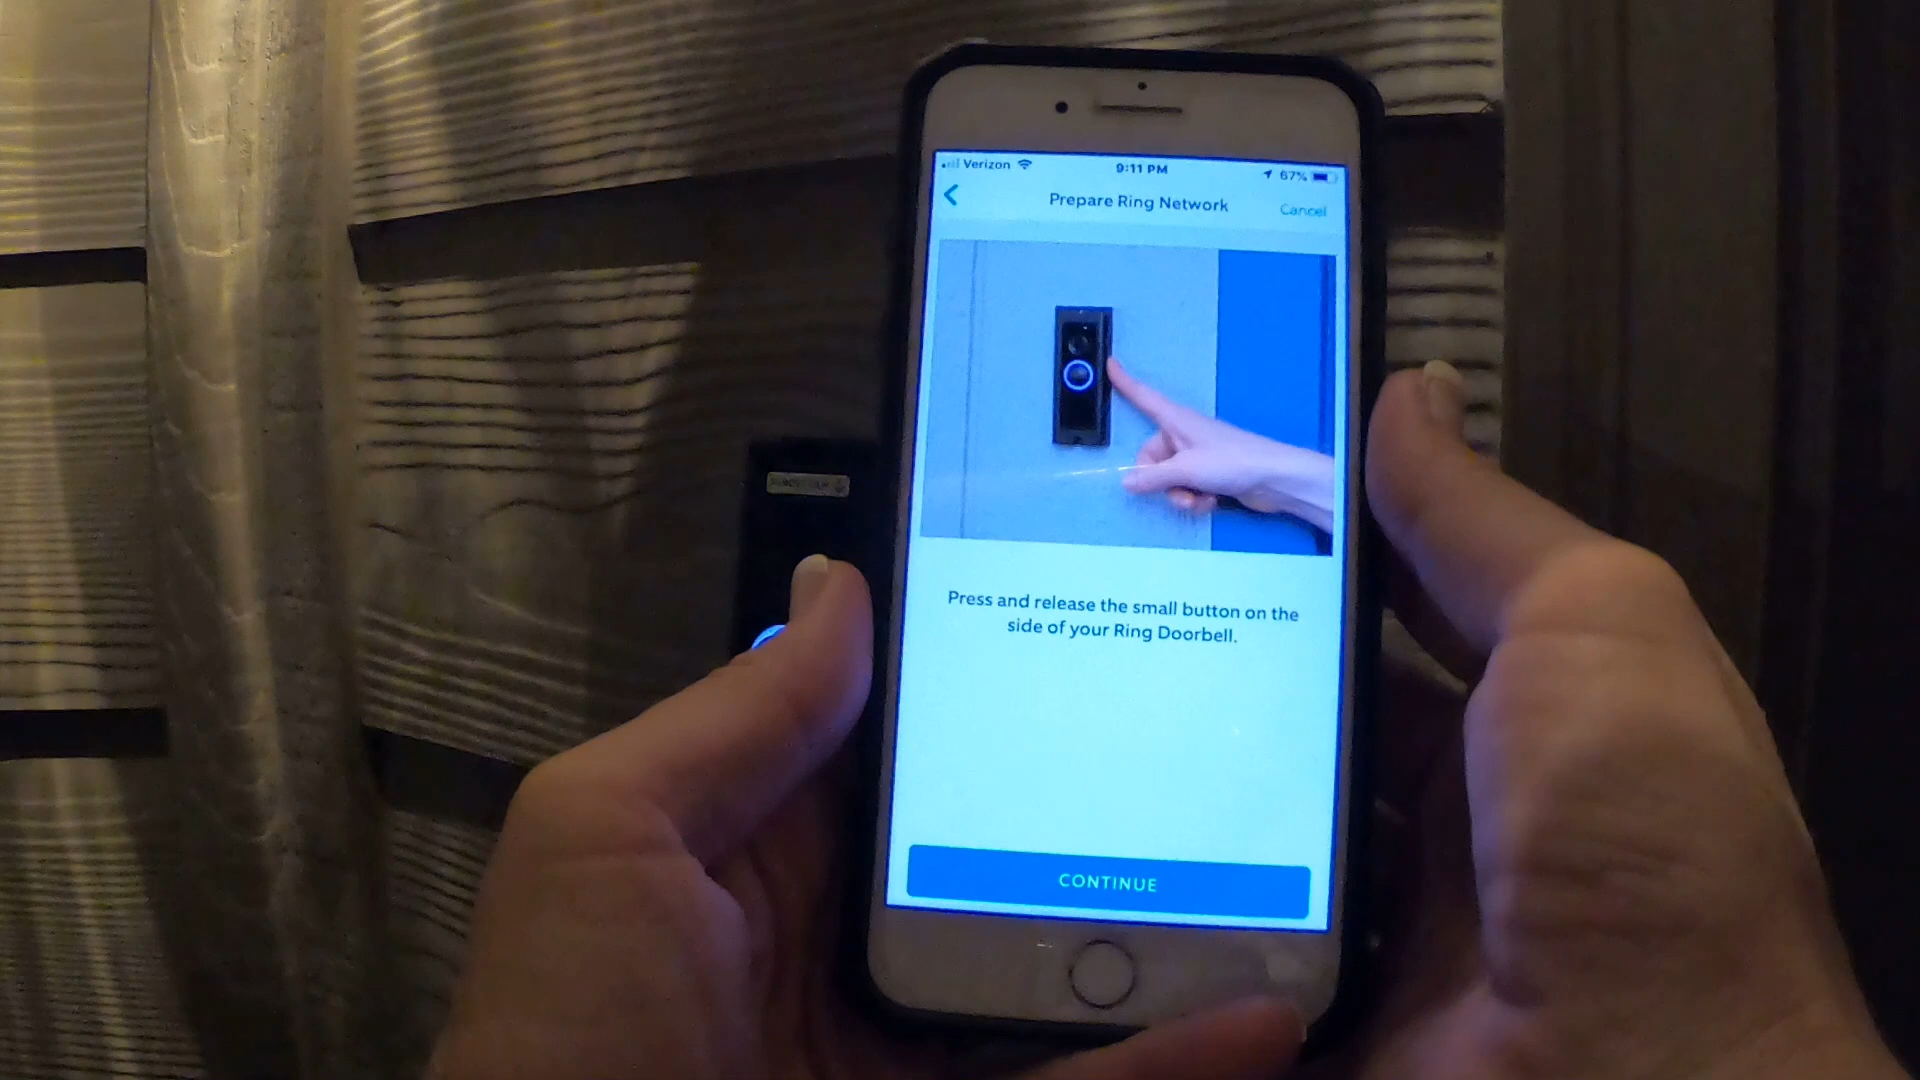 Verizon 9:11 PM 67%
Prepare Ring Network Cancel
Press and release the small button on the
side of your Ring Doorbell.
CONTINUE